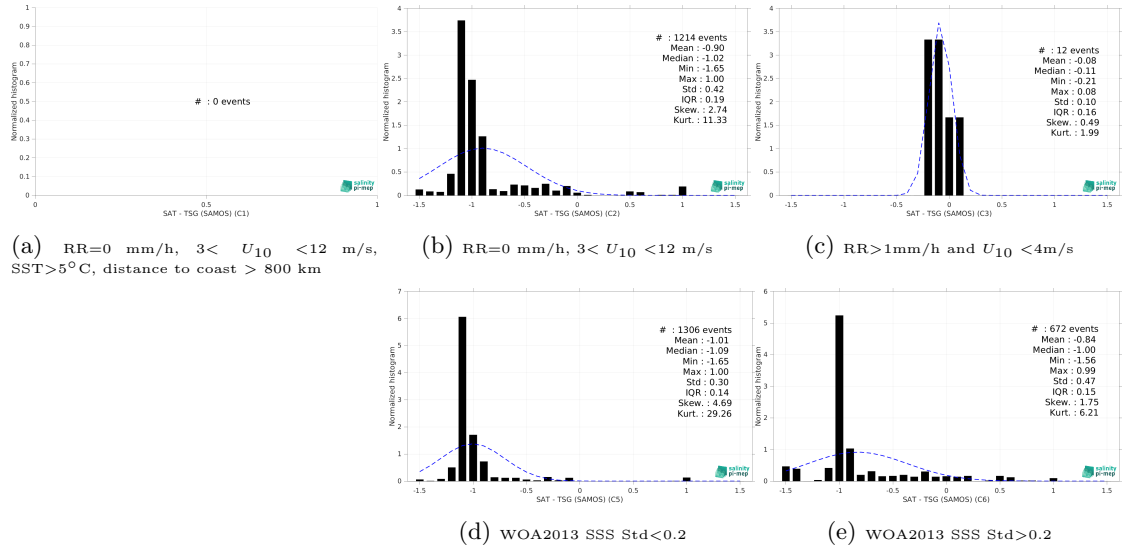 1
0.9
0.8
0.7
0.6
0.5
0.4
0.3
0.2
0.1
0
Normalized histogram
# : 0 events
0
0.5
1
SAT - TSG (SAMOS) (C1)
salinity
pi-mep
(a) RR=0 mm/h, 3< U10 <12 m/s,
SST>5°C, distance to coast > 800 km
4
3.5
3
2.5
2
1.5
1
0.5
0
Normalized histogram
# : 1214 events
Mean : -0.90
Median : -1.02
Min : -1.65
Max : 1.00
Std : 0.42
IQR : 0.19
Skew. : 2.74
Kurt. : 11.33
-1.5
-1
-0.5
0
0.5
1
1.5
SAT - TSG (SAMOS) (C2)
salinity
pi-mep
(b) RR=0 mm/h, 3< U10 <12 m/s
4
3.5
3
2.5
2
1.5
1
0.5
0
Normalized histogram
# : 12 events
Mean : -0.08
Median : -0.11
Min : -0.21
Max : 0.08
Std : 0.10
IQR : 0.16
Skew. : 0.49
Kurt. : 1.99
-1.5
-1
-0.5
0
0.5
1
1.5
SAT - TSG (SAMOS) (C3)
salinity
pi-mep
(c) RR>1mm/h and U10 <4m/s
7
6
5
4
3
2
1
0
Normalized histogram
# : 1306 events
Mean : -1.01
Median : -1.09
Min : -1.65
Max : 1.00
Std : 0.30
IQR : 0.14
Skew. : 4.69
Kurt. : 29.26
-1.5
-1
-0.5
0
0.5
1
1.5
SAT - TSG (SAMOS) (C5)
salinity
pi-mep
(d) WOA2013 SSS Std<0.2
6
5
4
3
2
1
0
Normalized histogram
# : 672 events
Mean : -0.84
Median : -1.00
Min : -1.56
Max : 0.99
Std : 0.47
IQR : 0.15
Skew. : 1.75
Kurt. : 6.21
-1.5
-1
-0.5
0
0.5
1
1.5
SAT - TSG (SAMOS) (C6)
salinity
pi-mep
(e) WOA2013 SSS Std>0.2